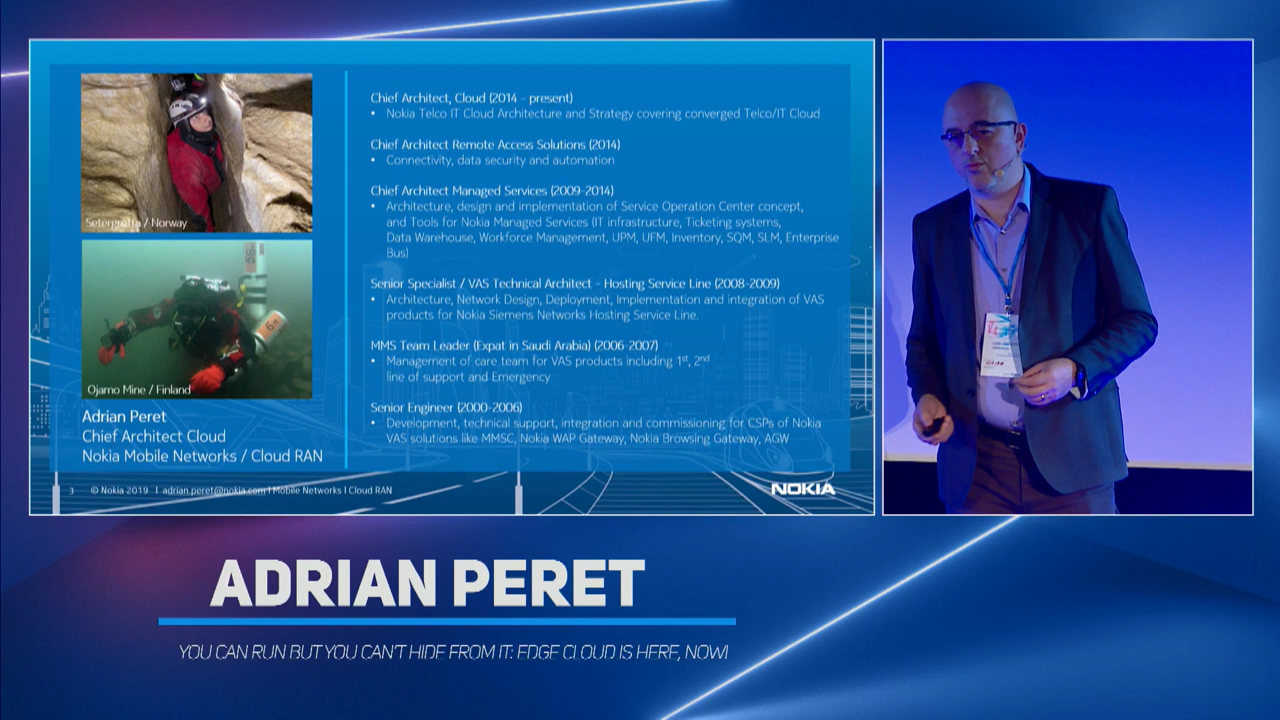 Setergrotta / Norway
Ojamo Mine / Finland
Adrian Peret
Chief Architect Cloud
Nokia Mobile Networks / Cloud RAN
Chief Architect, Cloud (2014 - present)
• Nokia Telco IT Cloud Architecture and Strategy covering converged Telco/IT Cloud
Chief Architect Remote Access Solutions (2014)
• Connectivity, data security and automation
Chief Architect Managed Services (2009-2014)
• Architecture, design and implementation of Service Operation Center concept,
and Tools for Nokia Managed Services (IT infrastructure, Ticketing systems,
Data Warehouse, Workforce Management, UPM, UFM, Inventory, SQM, SLM, Enterprise
Bus)
Senior Specialist / VAS Technical Architect - Hosting Service Line (2008-2009)
• Architecture, Network Design, Deployment, Implementation and integration of VAS
products for Nokia Siemens Networks Hosting Service Line.
MMS Team Leader (Expat in Saudi Arabia) (2006-2007)
• Management of care team for VAS products including 1st, 2nd
line of support and Emergency
Senior Engineer (2000-2006)
• Development, technical support, integration and commissioning for CSPs of Nokia
VAS solutions like MMSC, Nokia WAP Gateway, Nokia Browsing Gateway, AGW
3 © Nokia 2019 I adrian.peret@nokia.com I Mobile Networks I Cloud RAN
NOKIA
ADRIAN PERET
YOU CAN RUN BUT YOU CAN'T HIDE FROM IT: EDGE CLOUD IS HERE, NOW!